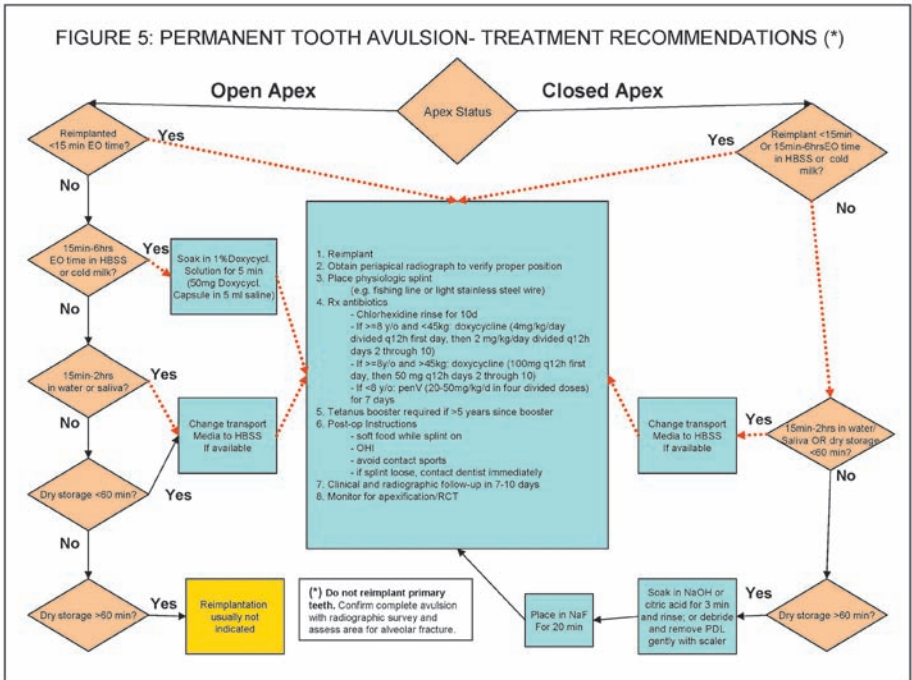 FIGURE 5: PERMANENT TOOTH AVULSION- TREATMENT RECOMMENDATIONS (*)
Open Apex
Apex Status
Closed Apex
Reimplanted
<15 min EO time?
Yes
No
15min-6hrs
EO time in HBSS
or cold milk?
Yes
Soak in 1%Doxycycl.
Solution for 5 min
(50mg Doxycycl.
Capsule in 5 ml saline)
No
15min-2hrs
in water or saliva?
Yes
Change transport
Media to HBSS
If available
No
Dry storage <60 min?
Yes
No
Dry storage >60 min?
Yes
Reimplantation
usually not
indicated
1. Reimplant
2. Obtain periapical radiograph to verify proper position
3. Place physiologic splint
(e.g. fishing line or light stainless steel wire)
4. Rx antibiotics
- Chlorhexidine rinse for 10d
- If >=8 y/o and <45kg: doxycycline (4mg/kg/day
divided q12h first day, then 2 mg/kg/day divided q12h
days 2 through 10)
- If >=8y/o and >45kg: doxycycline (100mg q12h first
day, then 50 mg q12h days 2 through 10)
- If <8 y/o: penV (20-50mg/kg/d in four divided doses)
for 7 days
5. Tetanus booster required if >5 years since booster
6. Post-op Instructions
- soft food while splint on
- OHI
- avoid contact sports
- if splint loose, contact dentist immediately
7. Clinical and radiographic follow-up in 7-10 days
8. Monitor for apexification/RCT
(*) Do not reimplant primary
teeth. Confirm complete avulsion
with radiographic survey and
assess area for alveolar fracture.
Reimplant <15min
Or 15min-6hrsEO time
in HBSS or cold
milk?
Yes
No
15min-2hrs in water/
Saliva OR dry storage
<60 min?
Yes
Change transport
Media to HBSS
If available
No
Dry storage >60 min?
Yes
Soak in NaOH or
citric acid for 3 min
and rinse; or debride
and remove PDL
gently with scaler
Place in NaF
For 20 min